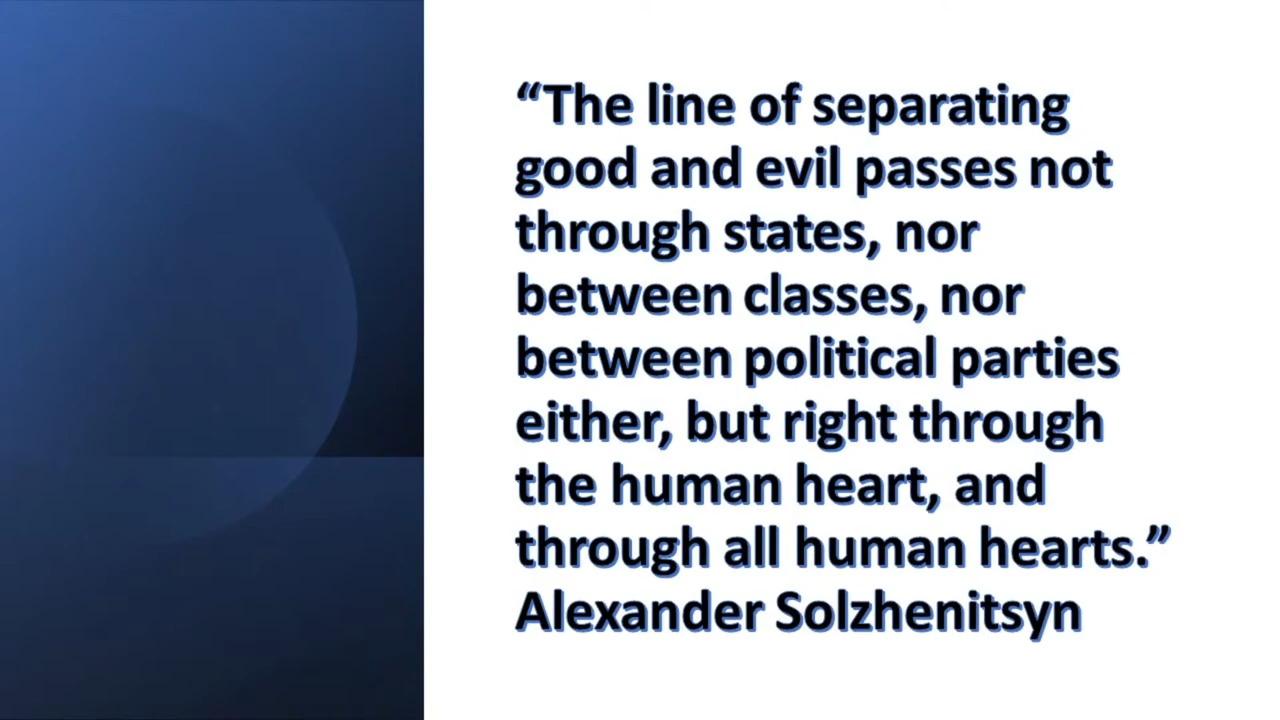 “The line of separating
good and evil passes not
through states, nor
between classes, nor
between political parties
either, but right through
the human heart, and
through all human hearts.”
Alexander Solzhenitsyn